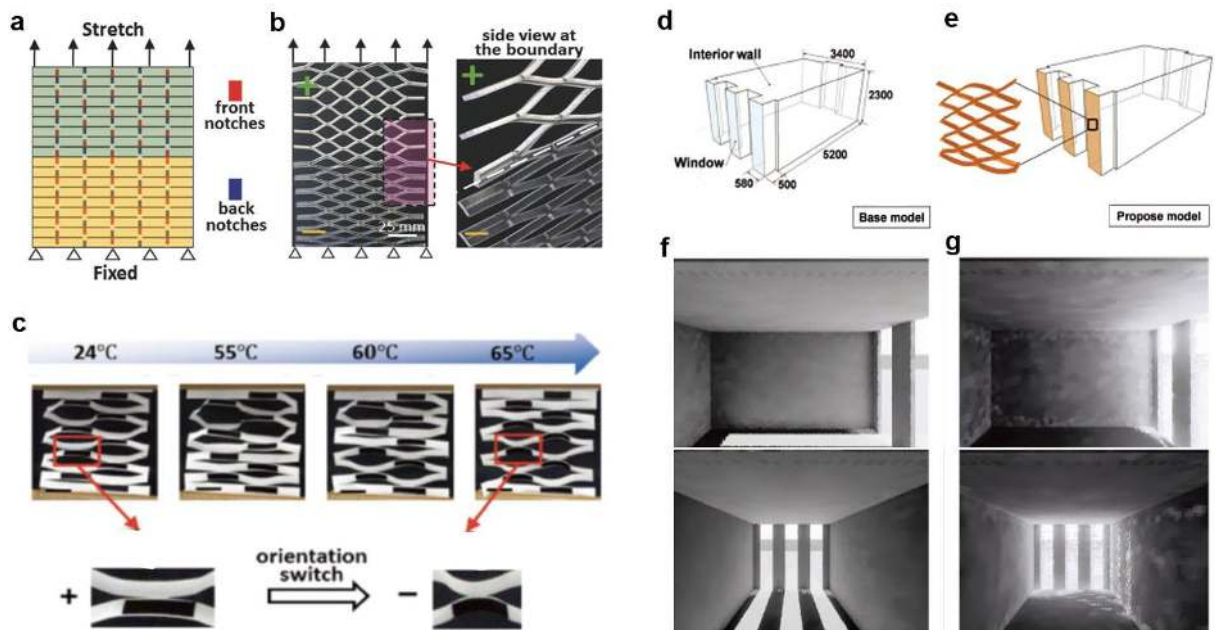 a
Stretch
front
notches
back
notches
Fixed
b
side view at
the boundary
+
25 mm
–
c
24°C
55°C
60°C
65°C
+
orientation
switch
–
d
Interior wall
3400
2300
5200
Window
580
500
Base model
e
Propose model
f
g